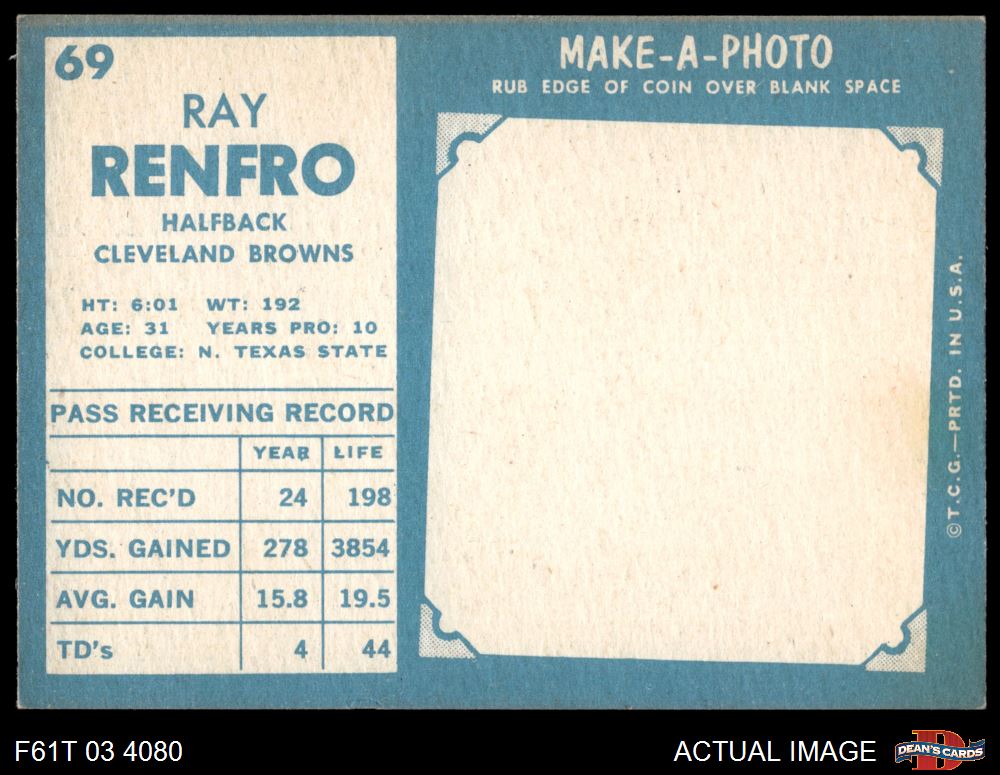 69
RAY
RENFRO
HALFBACK
CLEVELAND BROWNS
HT: 6:01 WT: 192
AGE: 31 YEARS PRO: 10
COLLEGE: N. TEXAS STATE
PASS RECEIVING RECORD
YEAR LIFE
NO. REC'D 24 198
YDS. GAINED 278 3854
AVG. GAIN 15.8 19.5
TD's 4 44
MAKE-A-PHOTO
RUB EDGE OF COIN OVER BLANK SPACE
©T.C.G.—PRTD. IN U.S.A.
F61T 03 4080
ACTUAL IMAGE
D
DEAN'S CARDS